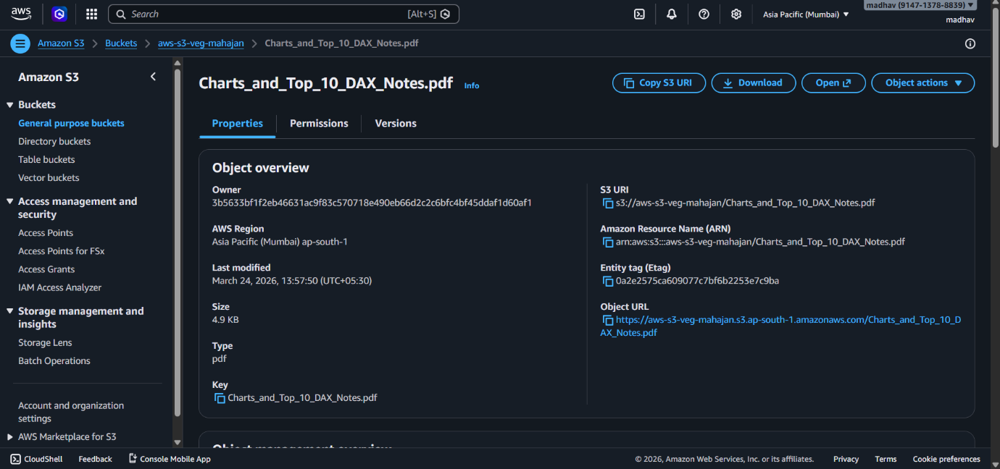 aws
Search
[Alt+S]
Asia Pacific (Mumbai)
madhav (9147-1378-8839)
madhav
Amazon S3
Buckets
aws-s3-veg-mahajan
Charts_and_Top_10_DAX_Notes.pdf
Amazon S3
Buckets
General purpose buckets
Directory buckets
Table buckets
Vector buckets
Access management and
security
Access Points
Access Points for FSx
Access Grants
IAM Access Analyzer
Storage management and
insights
Storage Lens
Batch Operations
Account and organization
settings
AWS Marketplace for S3
Charts_and_Top_10_DAX_Notes.pdf
Info
Copy S3 URI
Download
Open
Object actions
Properties
Permissions
Versions
Object overview
Owner
3b5633bf1f2eb46631ac9f83c570718e490eb66d2c2c6bfc4bf45ddaf1d60af1
AWS Region
Asia Pacific (Mumbai) ap-south-1
Last modified
March 24, 2026, 13:57:50 (UTC+05:30)
Size
4.9 KB
Type
pdf
Key
Charts_and_Top_10_DAX_Notes.pdf
S3 URI
s3://aws-s3-veg-mahajan/Charts_and_Top_10_DAX_Notes.pdf
Amazon Resource Name (ARN)
arn:aws:s3:::aws-s3-veg-mahajan/Charts_and_Top_10_DAX_Notes.pdf
Entity tag (Etag)
0a2e2575ca609077c7bf6b2253e7c9ba
Object URL
https://aws-s3-veg-mahajan.s3.ap-south-1.amazonaws.com/Charts_and_Top_10_D
AX_Notes.pdf
Object management overview
CloudShell
Feedback
Console Mobile App
© 2026, Amazon Web Services, Inc. or its affiliates.
Privacy
Terms
Cookie preferences